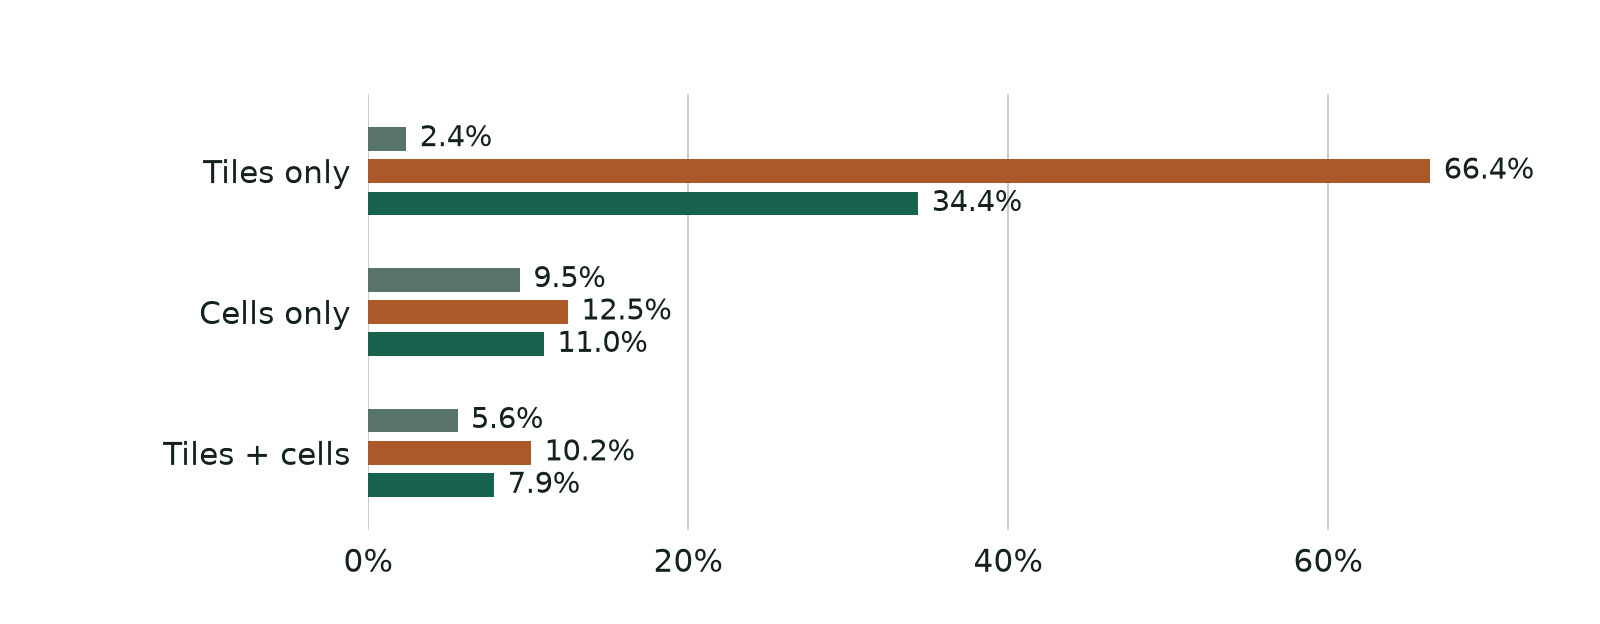 2.4%
Tiles only
66.4%
34.4%
9.5%
Cells only
12.5%
11.0%
5.6%
Tiles + cells
10.2%
7.9%
0% 20% 40% 60%